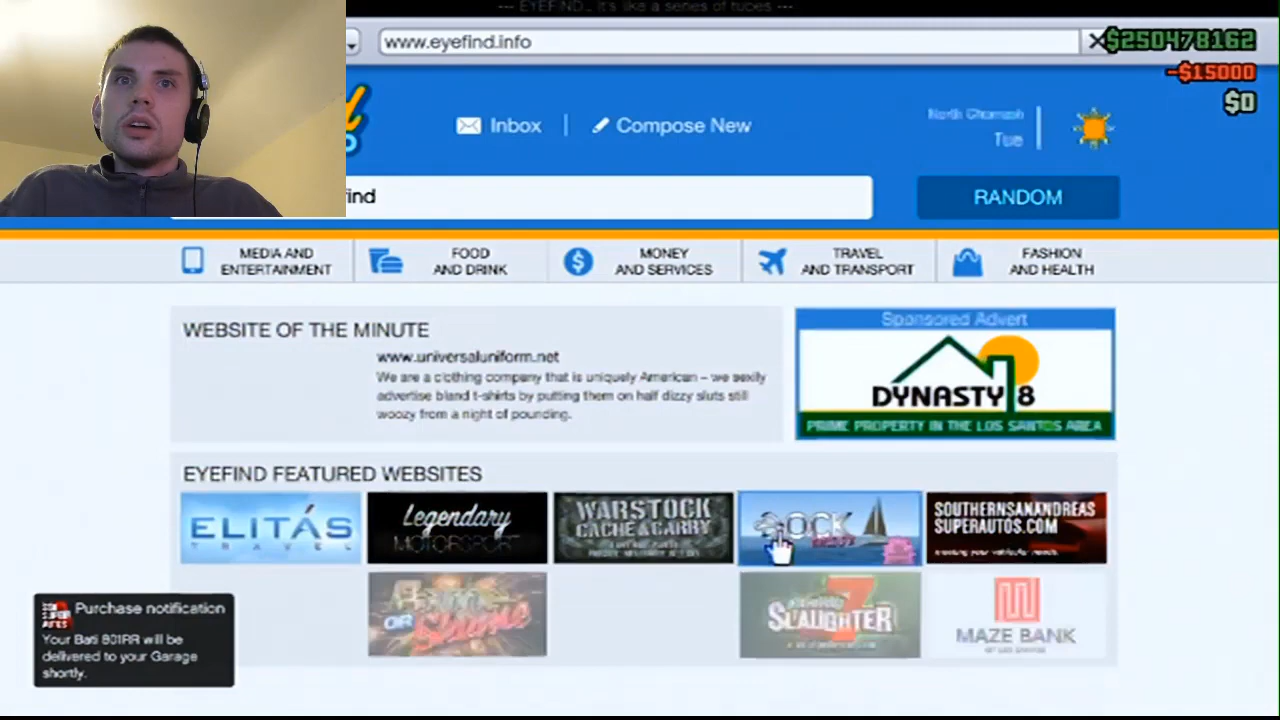 --- EYEFIND... it's like a series of tubes ---
www.eyefind.info
$250478162
-$15000
$0
Inbox
Compose New
North Chumash
Tue
find
RANDOM
MEDIA AND
ENTERTAINMENT
FOOD
AND DRINK
MONEY
AND SERVICES
TRAVEL
AND TRANSPORT
FASHION
AND HEALTH
WEBSITE OF THE MINUTE
www.universaluniform.net
We are a clothing company that is uniquely American – we sexily
advertise bland t-shirts by putting them on half dizzy sluts still
woozy from a night of pounding.
Sponsored Advert
DYNASTY 8
PRIME PROPERTY IN THE LOS SANTOS AREA
EYEFIND FEATURED WEBSITES
ELITÁS
TRAVEL
Legendary
MOTORSPORT
WARSTOCK
CACHE & CARRY
SOUTHERNSANANDREAS
SUPERAUTOS.COM
OR
SLAUGHTER
7
MAZE BANK
OF LOS SANTOS
Purchase notification
Your Bati 801RR will be
delivered to your Garage
shortly.